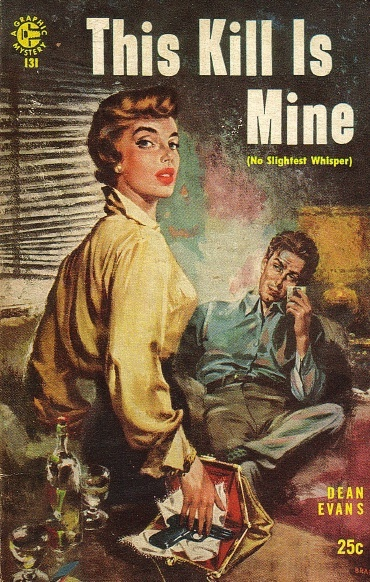 A GRAPHIC MYSTERY
131
This Kill Is
Mine
(No Slightest Whisper)
DEAN
EVANS
25c